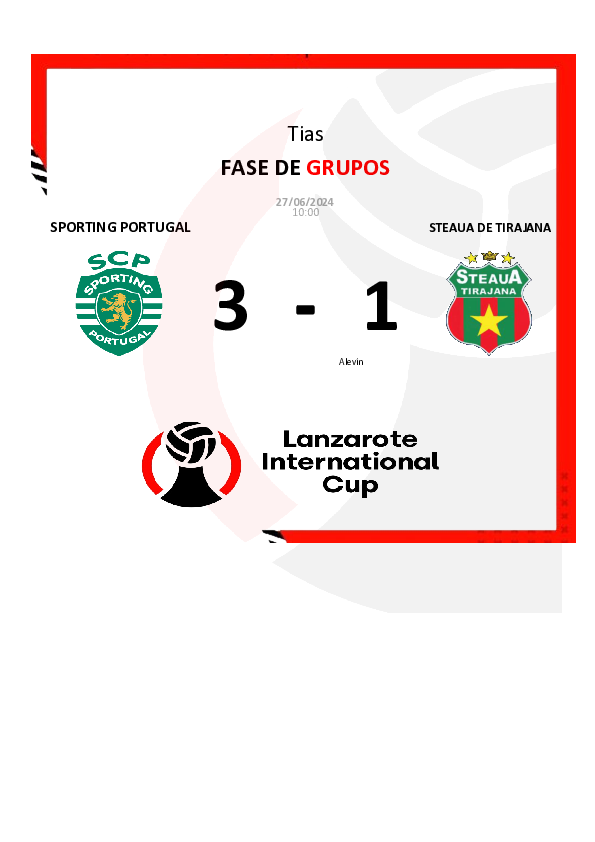 Tias
FASE DE GRUPOS
27/06/2024
10:00
SPORTING PORTUGAL
STEAUA DE TIRAJANA
SCP
SPORTING
PORTUGAL
STEAUA
TIRAJANA
3 - 1
Alevin
Lanzarote
International
Cup